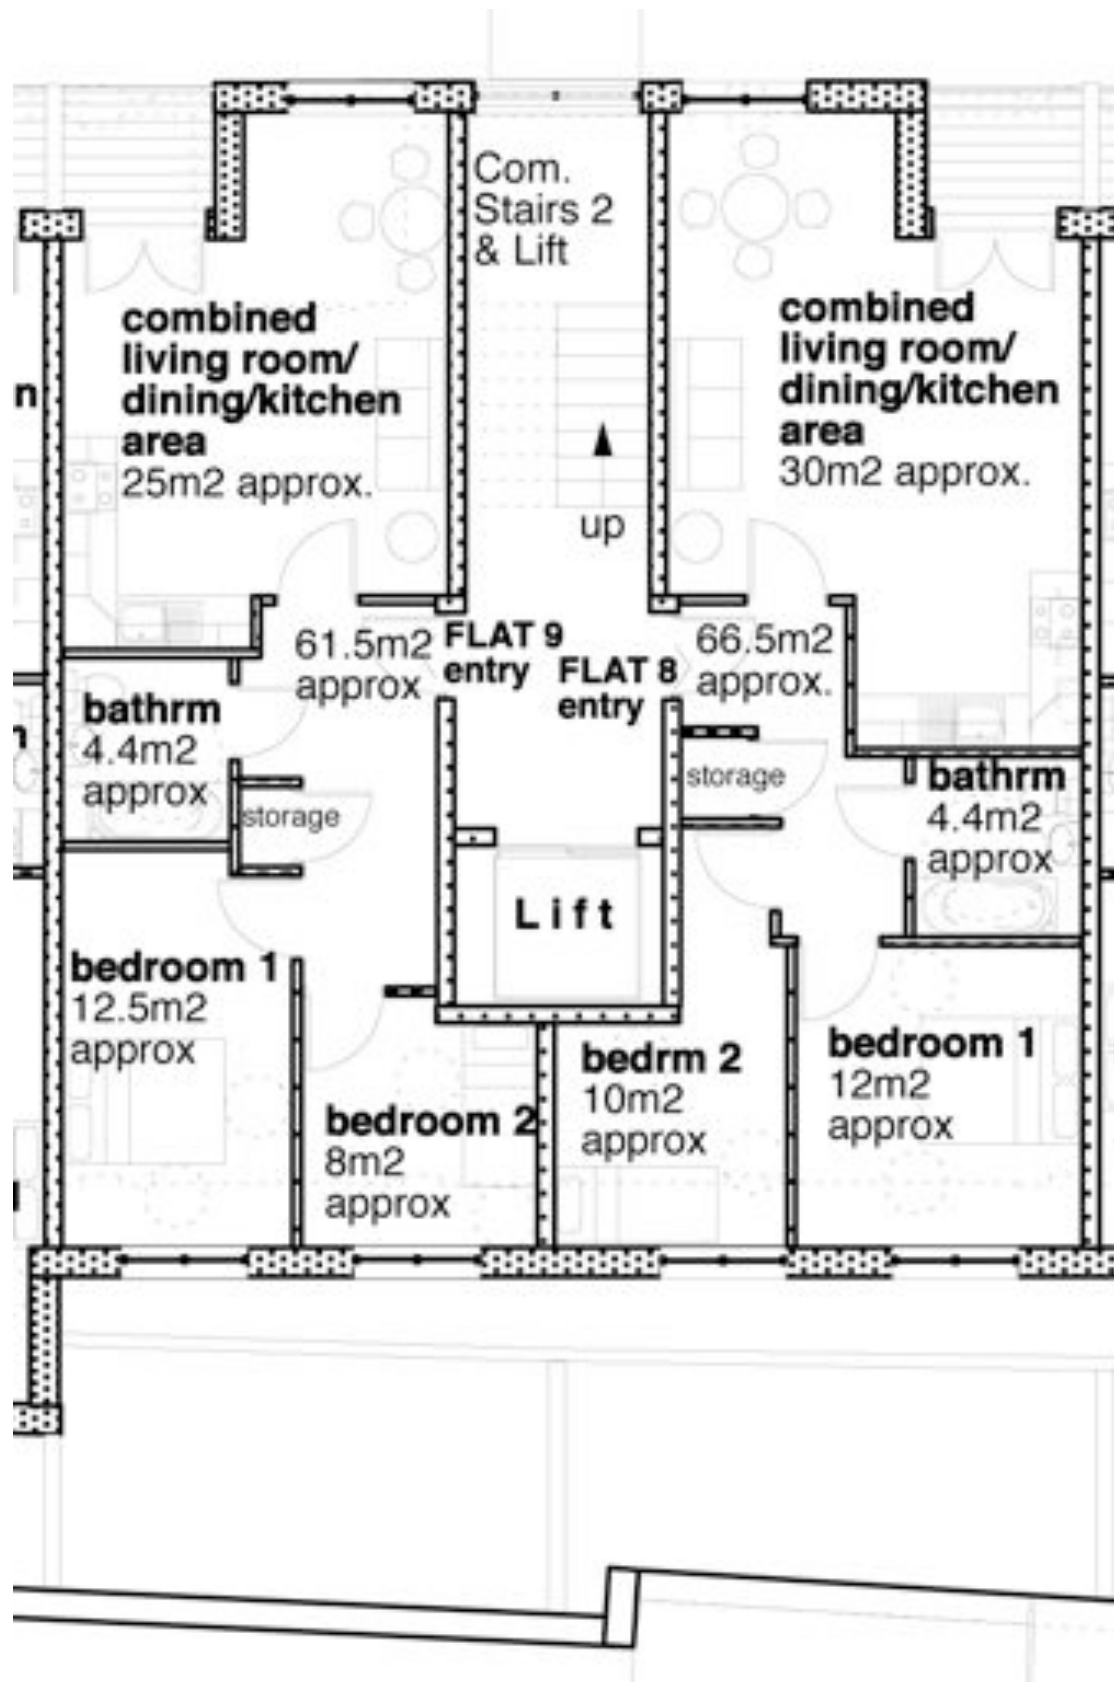 Com.
Stairs 2
& Lift
combined
living room/
dining/kitchen
area
25m2 approx.
combined
living room/
dining/kitchen
area
30m2 approx.
n
up
61.5m2
approx
FLAT 9
entry
FLAT 8
entry
66.5m2
approx.
bathrm
4.4m2
approx
storage
storage
bathrm
4.4m2
approx
Lift
bedroom 1
12.5m2
approx
bedroom 2
8m2
approx
bedrm 2
10m2
approx
bedroom 1
12m2
approx